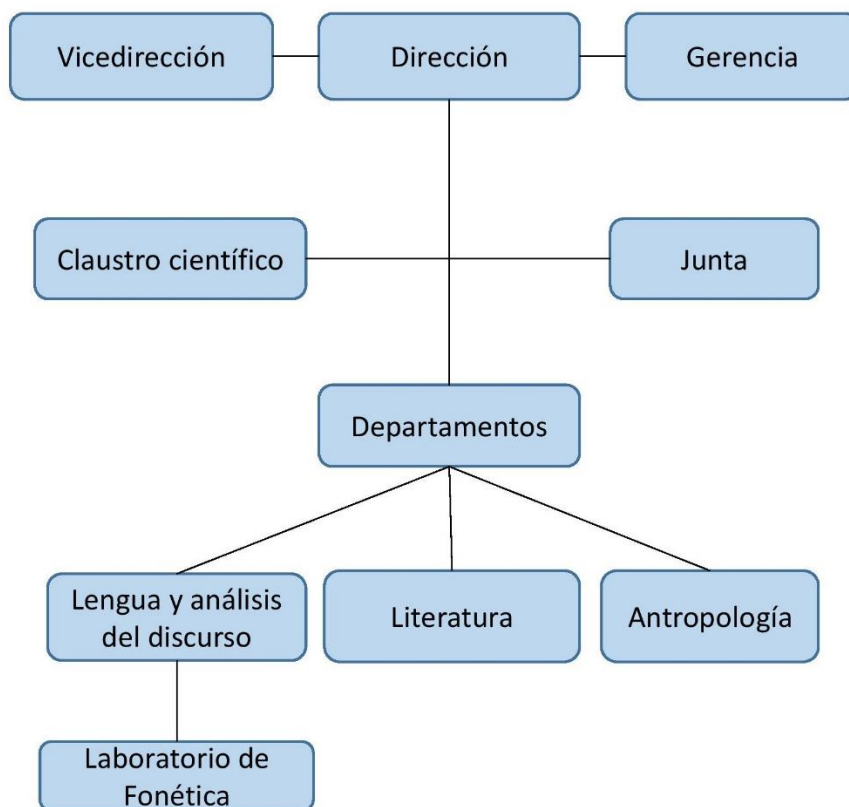 Vicedirección
Dirección
Gerencia
Claustro científico
Junta
Departamentos
Lengua y análisis
del discurso
Literatura
Antropología
Laboratorio de
Fonética